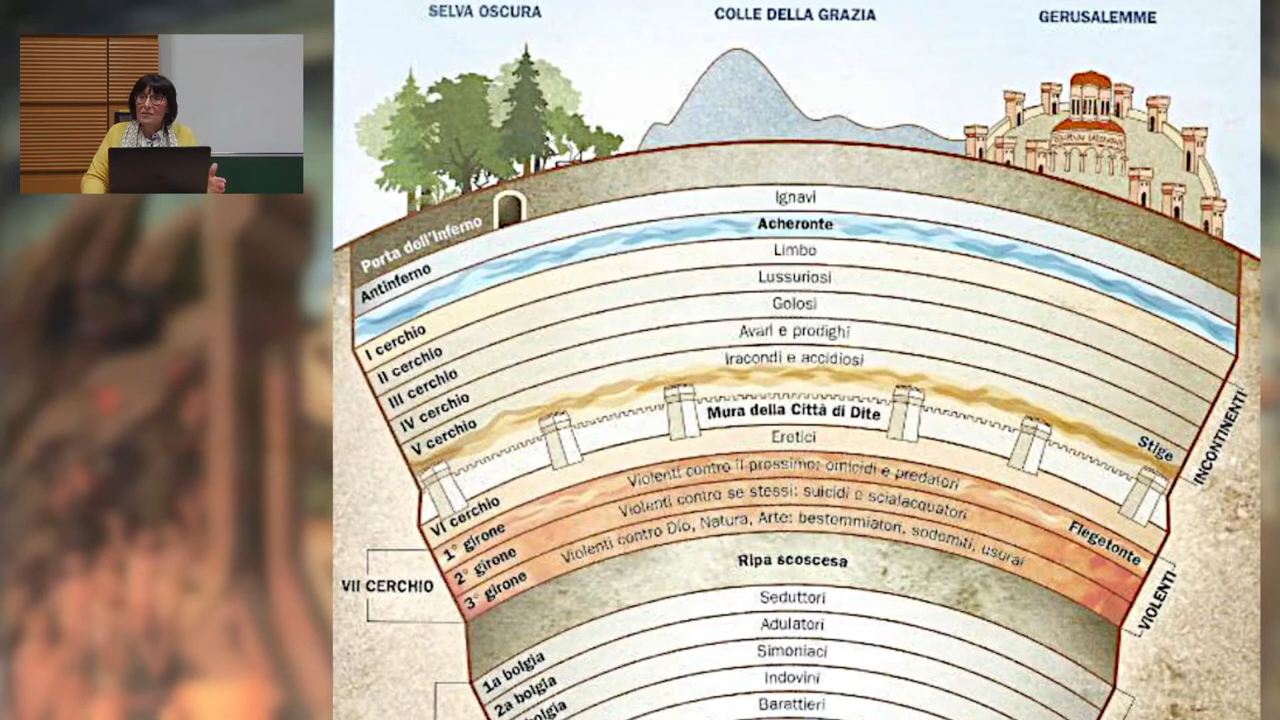 SELVA OSCURA
COLLE DELLA GRAZIA
GERUSALEMME
Porta dell'Inferno
Antinferno
Ignavi
Acheronte
I cerchio
Limbo
II cerchio
Lussuriosi
III cerchio
Golosi
IV cerchio
Avari e prodighi
V cerchio
Iracondi e accidiosi
Stige
INCONTINENTI
Mura della Città di Dite
VI cerchio
Eretici
VII CERCHIO
1° girone
Violenti contro il prossimo: omicidi e predatori
2° girone
Violenti contro se stessi: suicidi e scialacquatori
3° girone
Violenti contro Dio, Natura, Arte: bestemmiatori, sodomiti, usurai
Flegetonte
VIOLENTI
Ripa scoscesa
1a bolgia
Seduttori
2a bolgia
Adulatori
bolgia
Simoniaci
Indovini
Barattieri